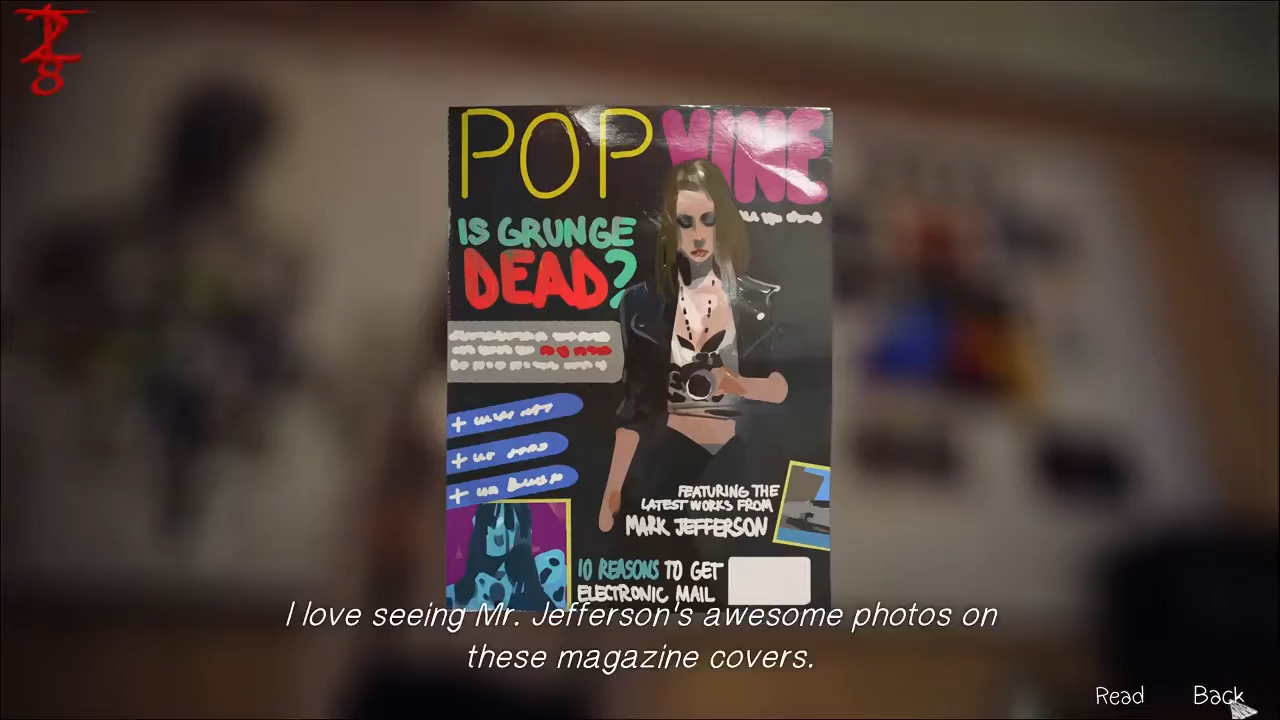 POP VINE
IS GRUNGE
DEAD?
FEATURING THE
LATEST WORKS FROM
MARK JEFFERSON
10 REASONS TO GET
ELECTRONIC MAIL
I love seeing Mr. Jefferson's awesome photos on
these magazine covers.
Read Back